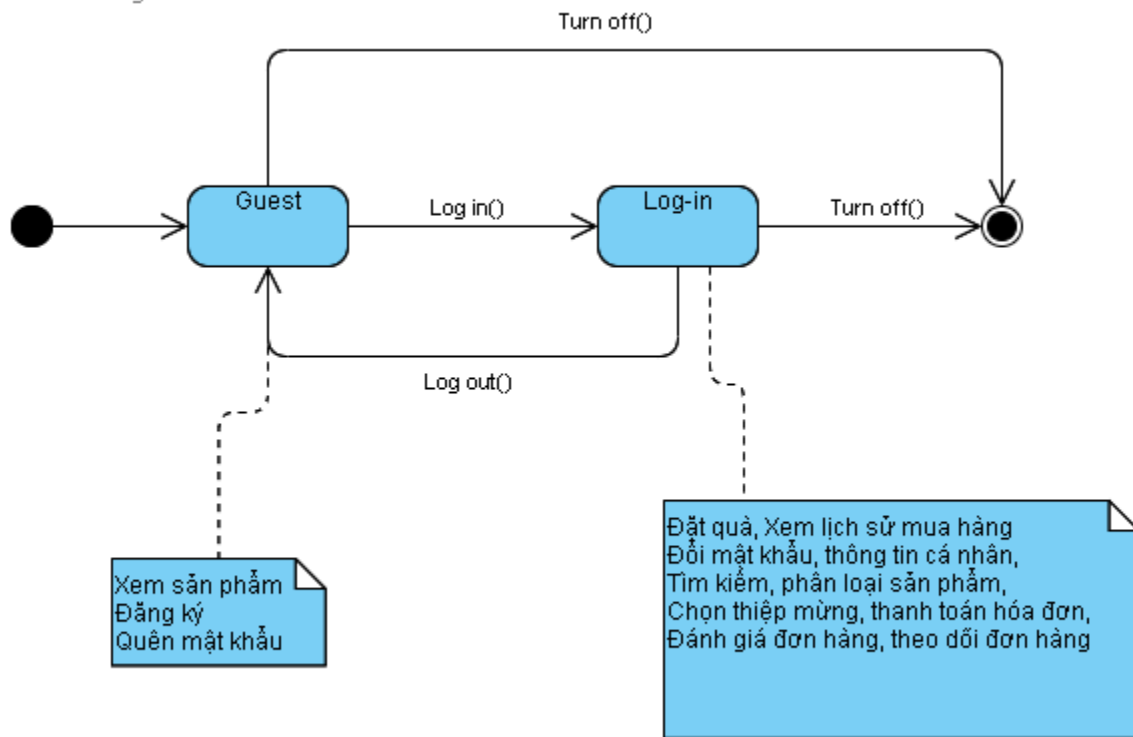 Turn off()
Guest
Log in()
Log-in
Turn off()
Log out()
Xem sản phẩm
Đăng ký
Quên mật khẩu
Đặt quà, Xem lịch sử mua hàng
Đổi mật khẩu, thông tin cá nhân,
Tìm kiếm, phân loại sản phẩm,
Chọn thiệp mừng, thanh toán hóa đơn,
Đánh giá đơn hàng, theo dõi đơn hàng